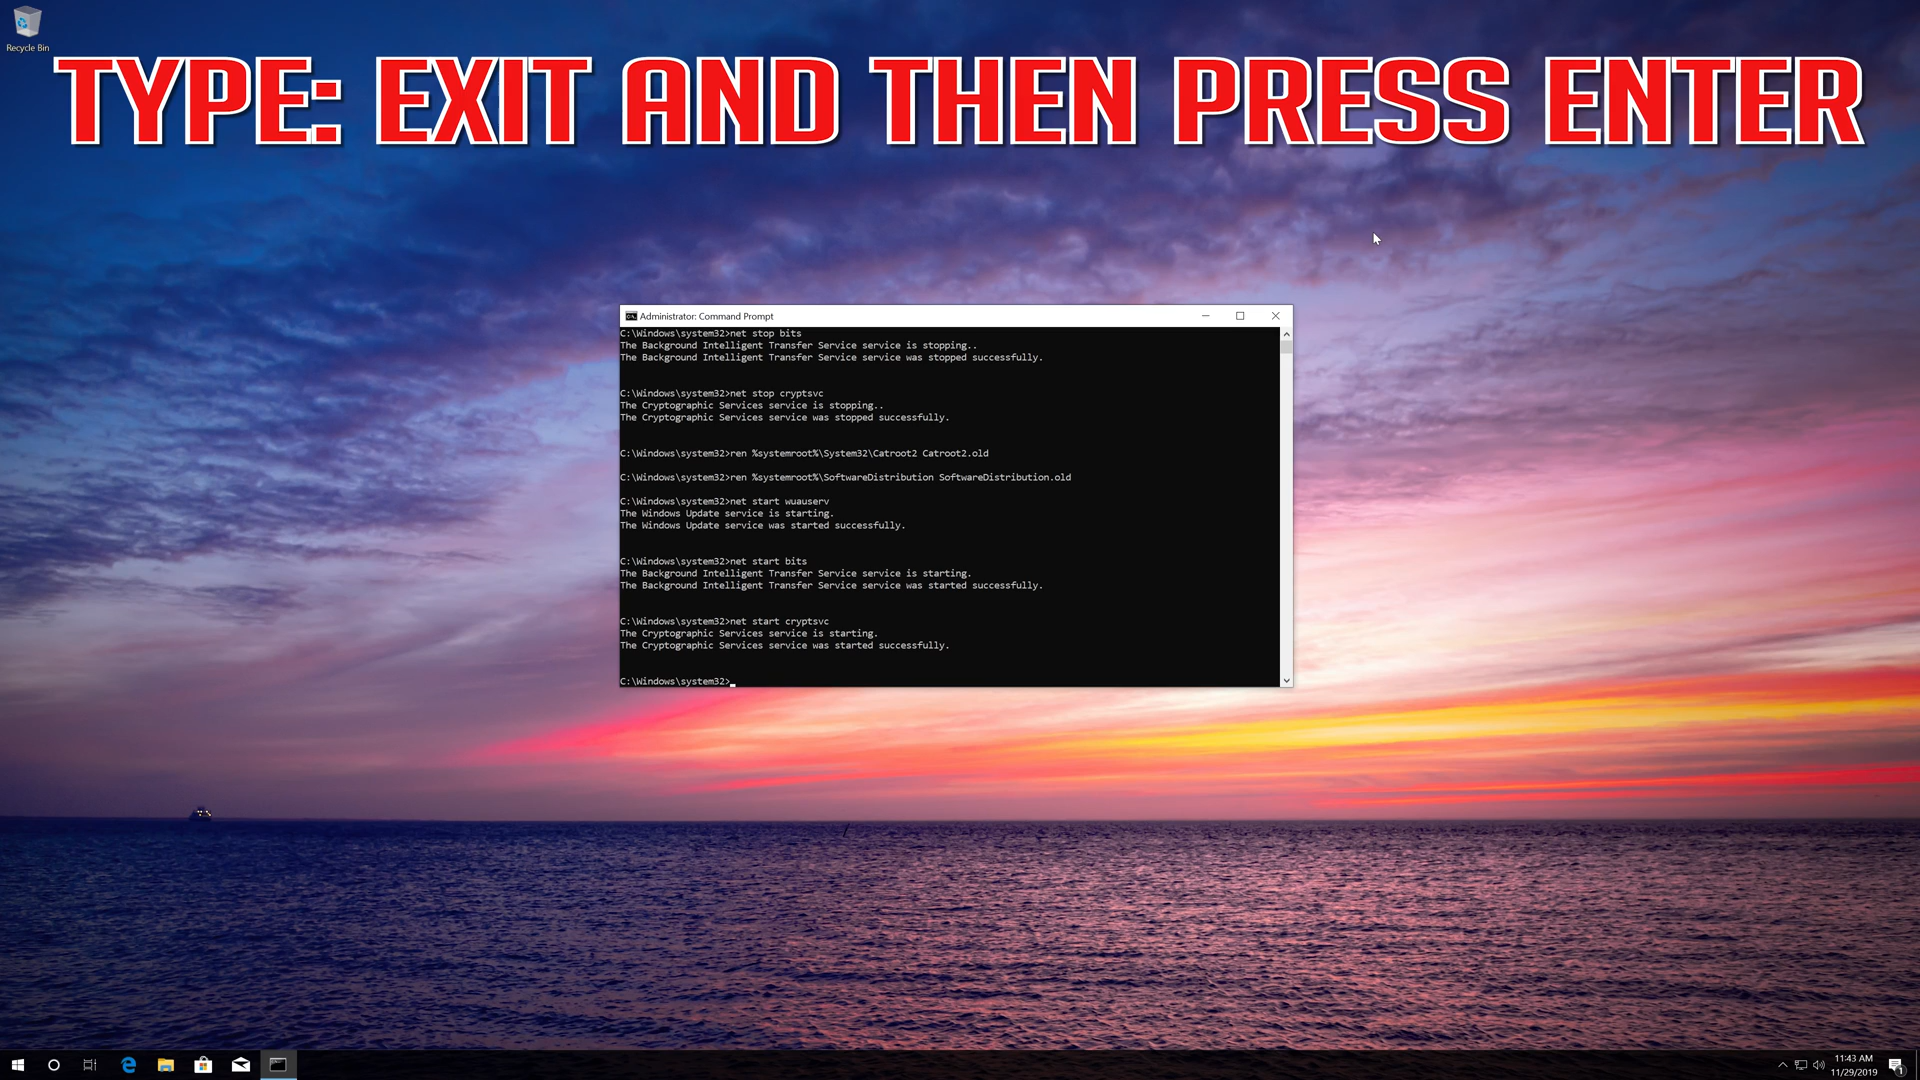 Recycle Bin
TYPE: EXIT AND THEN PRESS ENTER
Administrator: Command Prompt
C:\Windows\system32>net stop bits
The Background Intelligent Transfer Service service is stopping..
The Background Intelligent Transfer Service service was stopped successfully.
C:\Windows\system32>net stop cryptsvc
The Cryptographic Services service is stopping..
The Cryptographic Services service was stopped successfully.
C:\Windows\system32>ren %systemroot%\System32\Catroot2 Catroot2.old
C:\Windows\system32>ren %systemroot%\SoftwareDistribution SoftwareDistribution.old
C:\Windows\system32>net start wuauserv
The Windows Update service is starting.
The Windows Update service was started successfully.
C:\Windows\system32>net start bits
The Background Intelligent Transfer Service service is starting.
The Background Intelligent Transfer Service service was started successfully.
C:\Windows\system32>net start cryptsvc
The Cryptographic Services service is starting.
The Cryptographic Services service was started successfully.
C:\Windows\system32>
11:43 AM
11/29/2019
1